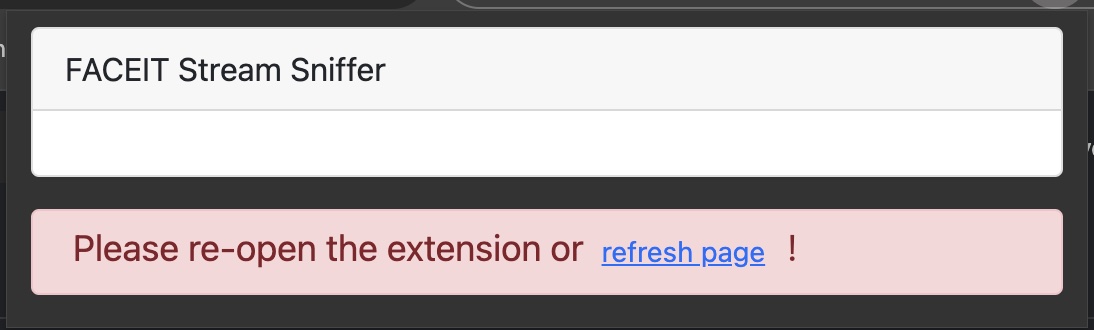 FACEIT Stream Sniffer
Please re-open the extension or refresh page !